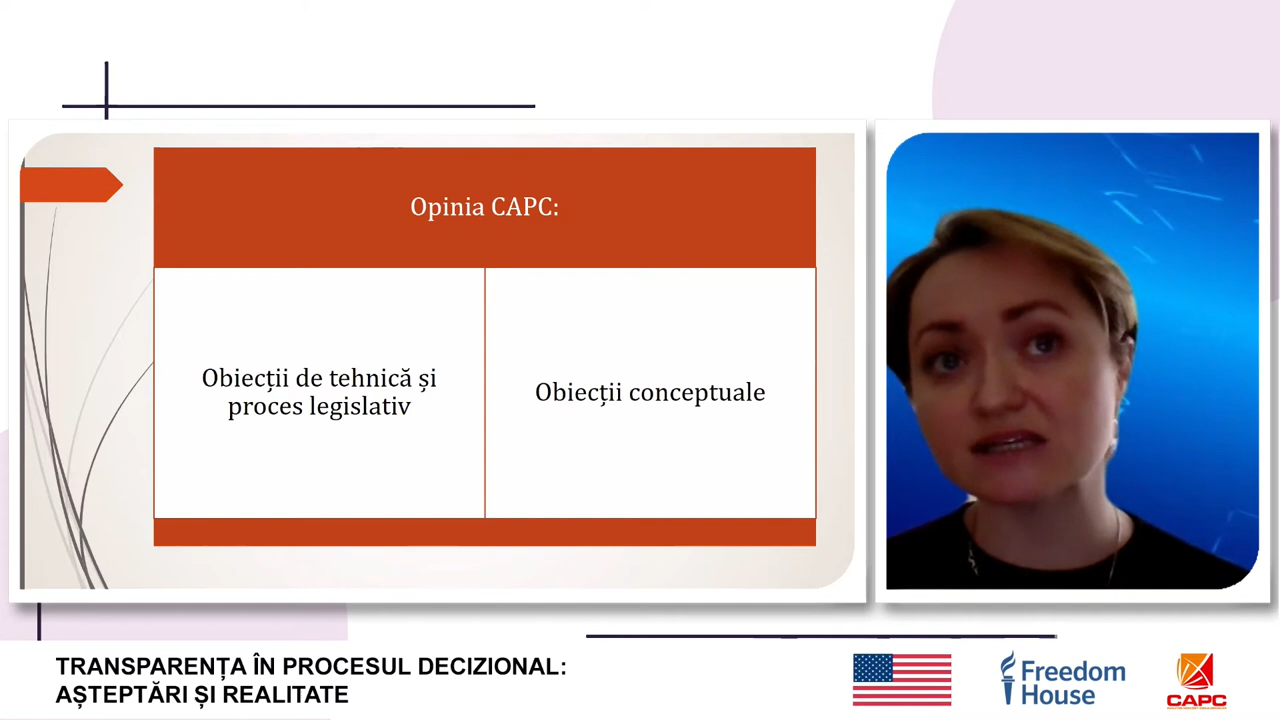 Opinia CAPC:
Obiecții de tehnică și
proces legislativ
Obiecții conceptuale
TRANSPARENȚA ÎN PROCESUL DECIZIONAL:
AȘTEPTĂRI ȘI REALITATE
Freedom
House
CAPC